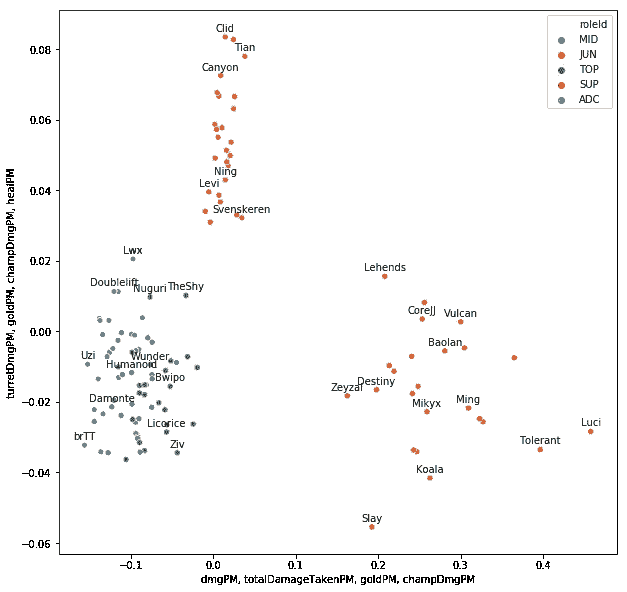 roleId
MID
JUN
TOP
SUP
ADC
Clid
Tian
Canyon
Ning
Levi
Svenskeren
Lwx
Doublelift
Nuguri
TheShy
Lehends
CoreJJ
Vulcan
Uzi
Wunder
Humanoid
Bwipo
Baolan
Damonte
Zeyzal
Destiny
Mikyx
Ming
Licorice
Luci
brTT
Ziv
Tolerant
Koala
Slay
0.08
0.06
0.04
0.02
0.00
−0.02
−0.04
−0.06
−0.1
0.0
0.1
0.2
0.3
0.4
turretDmgPM, goldPM, champDmgPM, healPM
dmgPM, totalDamageTakenPM, goldPM, champDmgPM